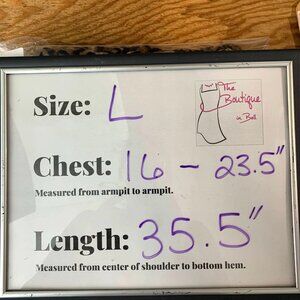 Size: L
The
Boutique
in Bell
Chest: 16 - 23.5"
Measured from armpit to armpit.
Length: 35.5"
Measured from center of shoulder to bottom hem.